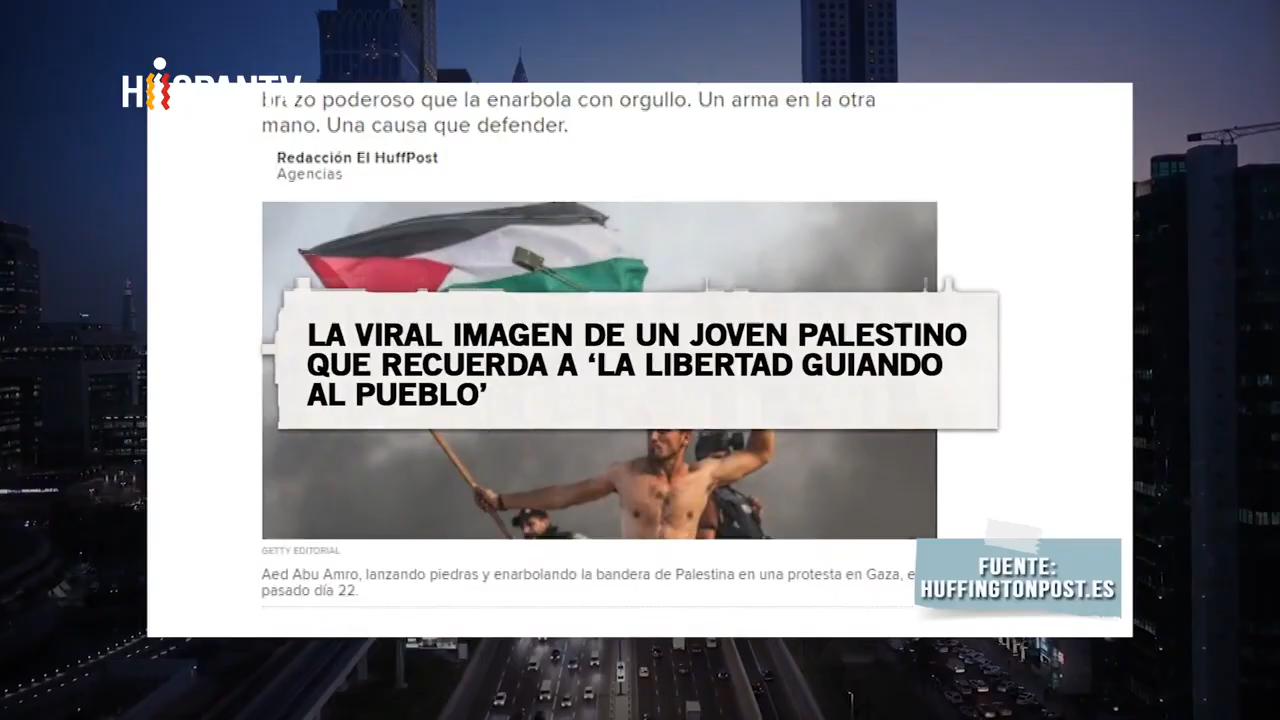 HISPANTV
brazo poderoso que la enarbola con orgullo. Un arma en la otra
mano. Una causa que defender.
Redacción El HuffPost
Agencias
LA VIRAL IMAGEN DE UN JOVEN PALESTINO
QUE RECUERDA A ‘LA LIBERTAD GUIANDO
AL PUEBLO’
GETTY EDITORIAL
Aed Abu Amro, lanzando piedras y enarbolando la bandera de Palestina en una protesta en Gaza, e
pasado día 22.
FUENTE:
HUFFINGTONPOST.ES